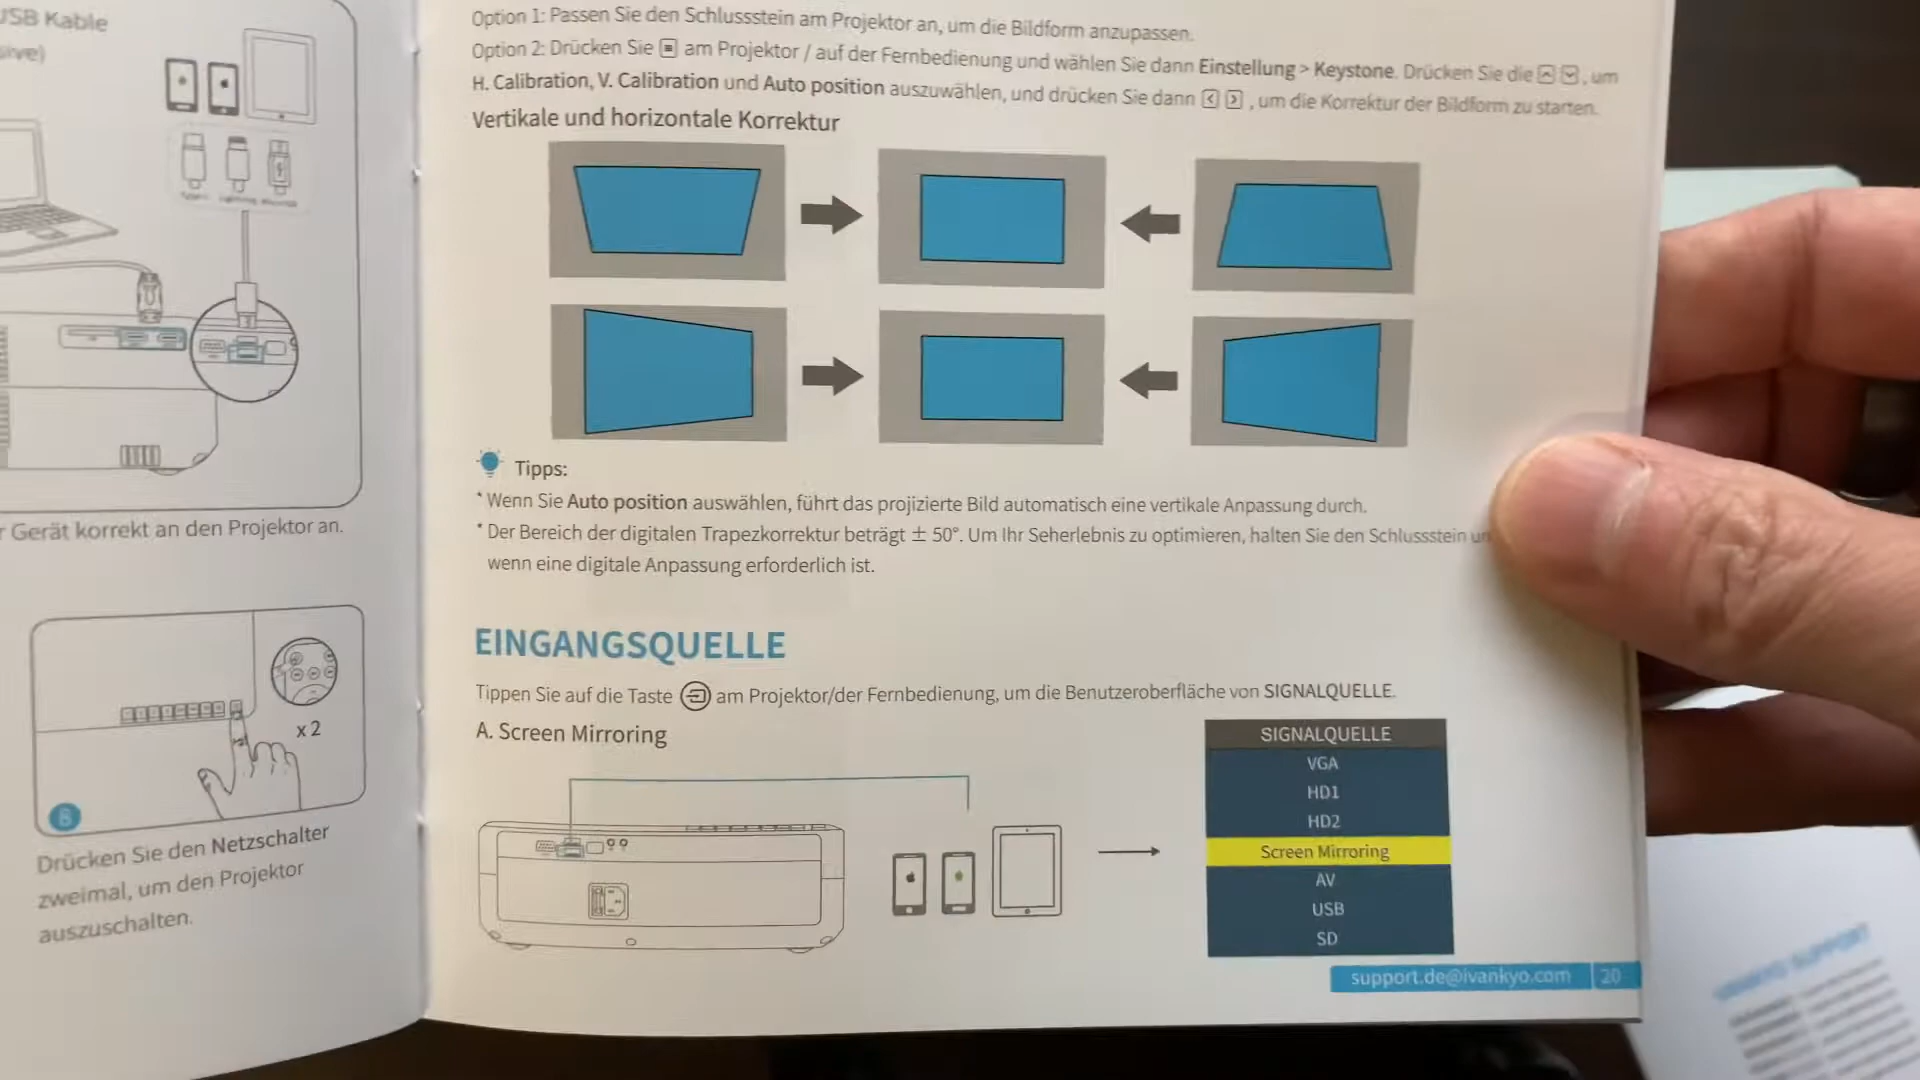 USB Kable
r Gerät korrekt an den Projektor an.
x 2
B
Drücken Sie den Netzschalter
zweimal, um den Projektor
auszuschalten.
Option 1: Passen Sie den Schlussstein am Projektor an, um die Bildform anzupassen.
Option 2: Drücken Sie am Projektor / auf der Fernbedienung und wählen Sie dann Einstellung > Keystone. Drücken Sie die , um
H. Calibration, V. Calibration und Auto position auszuwählen, und drücken Sie dann , um die Korrektur der Bildform zu starten.
Vertikale und horizontale Korrektur
Tipps:
* Wenn Sie Auto position auswählen, führt das projizierte Bild automatisch eine vertikale Anpassung durch.
* Der Bereich der digitalen Trapezkorrektur beträgt ± 50°. Um Ihr Seherlebnis zu optimieren, halten Sie den Schlussstein
wenn eine digitale Anpassung erforderlich ist.
EINGANGSQUELLE
Tippen Sie auf die Taste am Projektor/der Fernbedienung, um die Benutzeroberfläche von SIGNALQUELLE.
A. Screen Mirroring
SIGNALQUELLE
VGA
HD1
HD2
Screen Mirroring
AV
USB
SD
support.de@ivankyo.com 20